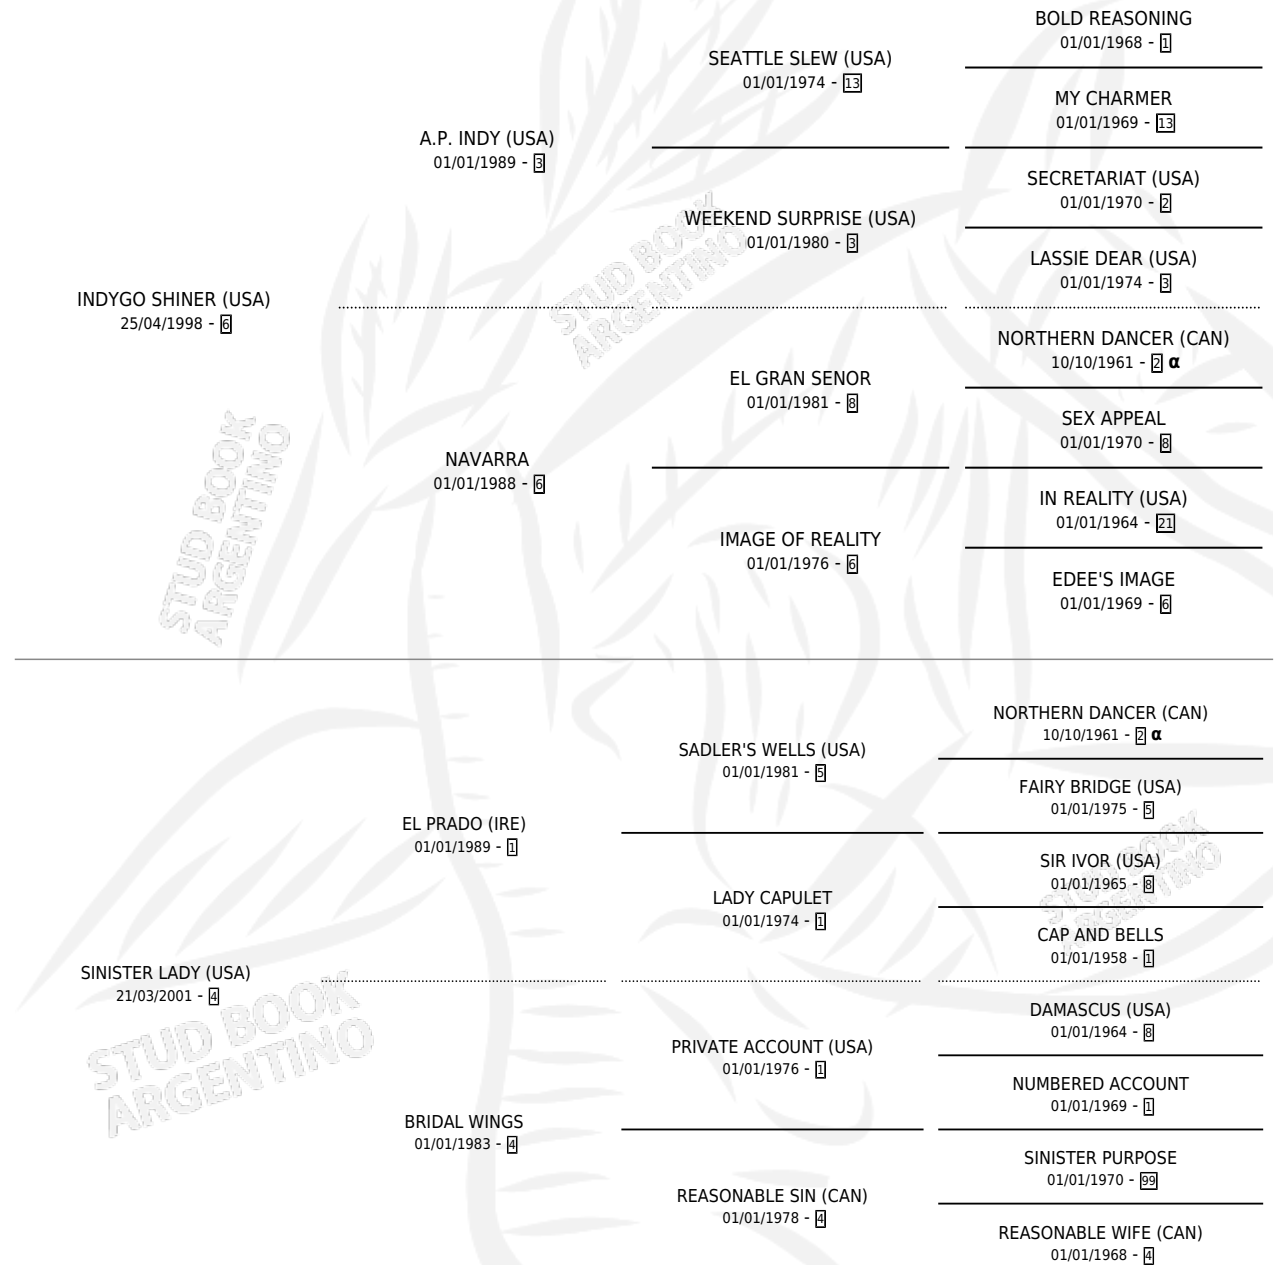 BOLD REASONING
01/01/1968 - 1
SEATTLE SLEW (USA)
01/01/1974 - 13
MY CHARMER
01/01/1969 - 13
A.P. INDY (USA)
01/01/1989 - 3
SECRETARIAT (USA)
01/01/1970 - 2
WEEKEND SURPRISE (USA)
01/01/1980 - 3
LASSIE DEAR (USA)
01/01/1974 - 3
INDYGO SHINER (USA)
25/04/1998 - 6
NORTHERN DANCER (CAN)
10/10/1961 - 2 α
EL GRAN SENOR
01/01/1981 - 8
SEX APPEAL
01/01/1970 - 8
NAVARRA
01/01/1988 - 6
IN REALITY (USA)
01/01/1964 - 21
IMAGE OF REALITY
01/01/1976 - 6
EDEE'S IMAGE
01/01/1969 - 6
NORTHERN DANCER (CAN)
10/10/1961 - 2 α
SADLER'S WELLS (USA)
01/01/1981 - 5
FAIRY BRIDGE (USA)
01/01/1975 - 5
EL PRADO (IRE)
01/01/1989 - 1
SIR IVOR (USA)
01/01/1965 - 8
LADY CAPULET
01/01/1974 - 1
CAP AND BELLS
01/01/1958 - 1
SINISTER LADY (USA)
21/03/2001 - 4
DAMASCUS (USA)
01/01/1964 - 8
PRIVATE ACCOUNT (USA)
01/01/1976 - 1
NUMBERED ACCOUNT
01/01/1969 - 1
BRIDAL WINGS
01/01/1983 - 4
SINISTER PURPOSE
01/01/1970 - 99
REASONABLE SIN (CAN)
01/01/1978 - 4
REASONABLE WIFE (CAN)
01/01/1968 - 4
STUD BOOK
ARGENTINO
STUD BOOK
ARGENTINO
STUD BOOK
ARGENTINO
STUD BOOK
ARGENTINO